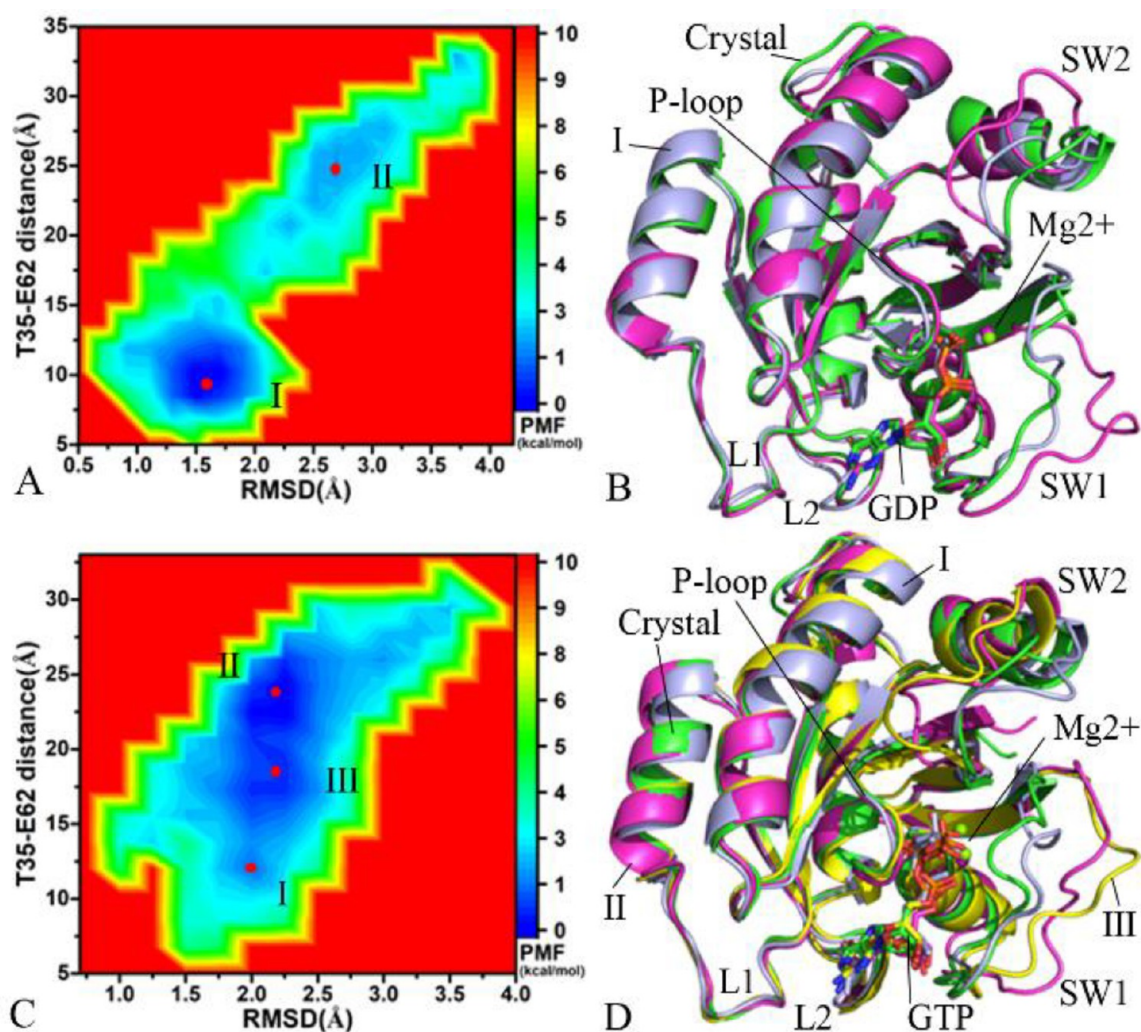 35
30
25
20
15
10
5
T35-E62 distance(Å)
0.5 1.0 1.5 2.0 2.5 3.0 3.5 4.0
RMSD(Å)
I
II
10
9
8
6
5
4
3
1
0
PMF
(kcal/mol)
A
Crystal
P-loop
I
SW2
Mg2+
L1
L2
GDP
SW1
B
30
25
20
15
10
5
T35-E62 distance(Å)
1.0 1.5 2.0 2.5 3.0 3.5 4.0
RMSD(Å)
II
III
I
10
9
8
6
5
4
3
1
0
PMF
(kcal/mol)
C
I
P-loop
Crystal
SW2
Mg2+
II
III
L1
L2
GTP
SW1
D